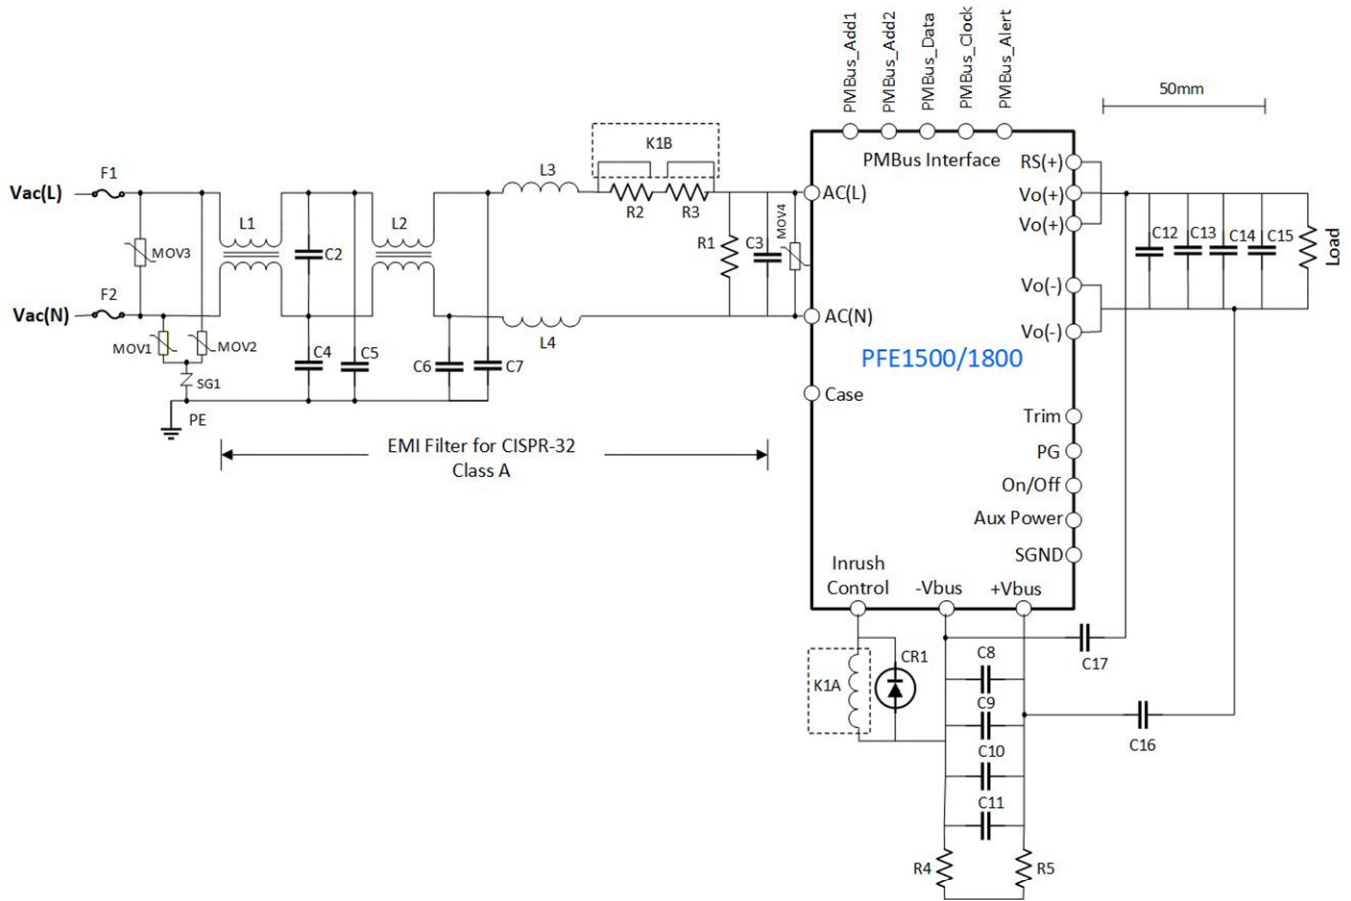 PMBus_Add1
PMBus_Add2
PMBus_Data
PMBus_Clock
PMBus_Alert
50mm
K1B
PMBus Interface
RS(+)
F1
L3
Vac(L)
R2
R3
MOV4
AC(L)
Vo(+)
L1
L2
Vo(+)
C12
C13
C14
C15
Load
MOV3
C2
R1
C3
F2
Vo(-)
Vac(N)
AC(N)
L4
Vo(-)
MOV1
MOV2
C4
C5
C6
C7
PFE1500/1800
SG1
Case
PE
Trim
EMI Filter for CISPR-32
Class A
PG
On/Off
Aux Power
SGND
Inrush
Control
-Vbus
+Vbus
C8
CR1
C17
K1A
C9
C10
C16
C11
R4
R5